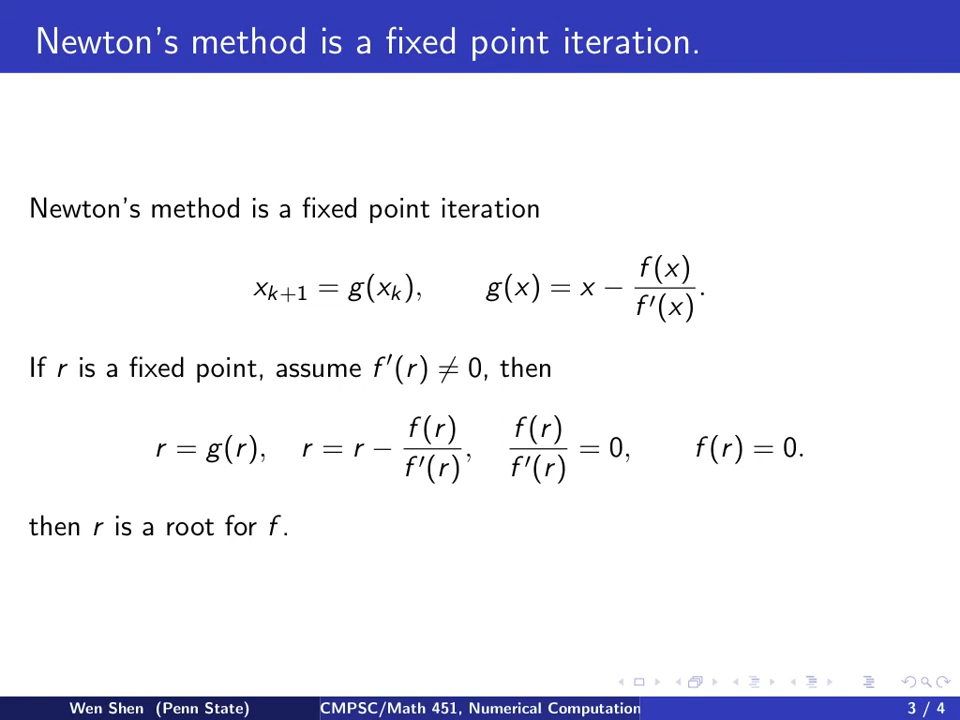 Newton's method is a fixed point iteration.
Newton's method is a fixed point iteration
x_{k+1} = g(x_k), g(x) = x − f(x)/f′(x).
If r is a fixed point, assume f′(r) ≠ 0, then
r = g(r), r = r − f(r)/f′(r), f(r)/f′(r) = 0, f(r) = 0.
then r is a root for f.
Wen Shen (Penn State) CMPSC/Math 451, Numerical Computation 3 / 4